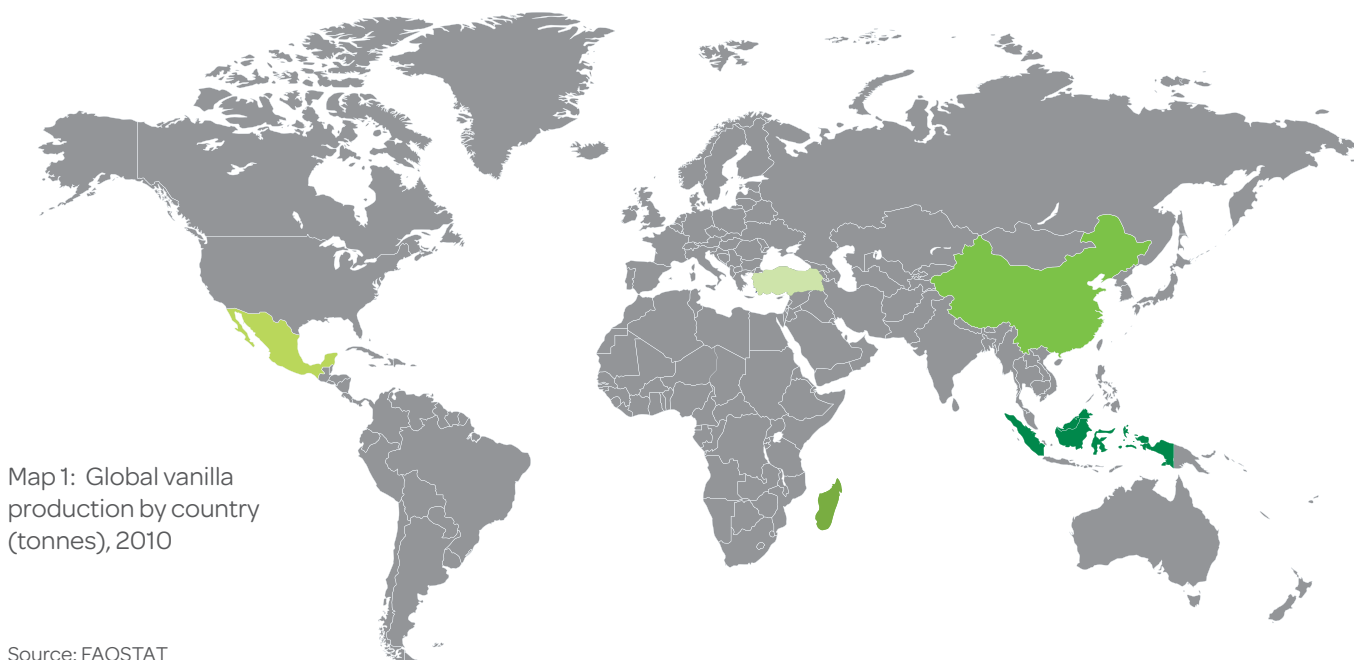 Map 1: Global vanilla
production by country
(tonnes), 2010
Source: FAOSTAT